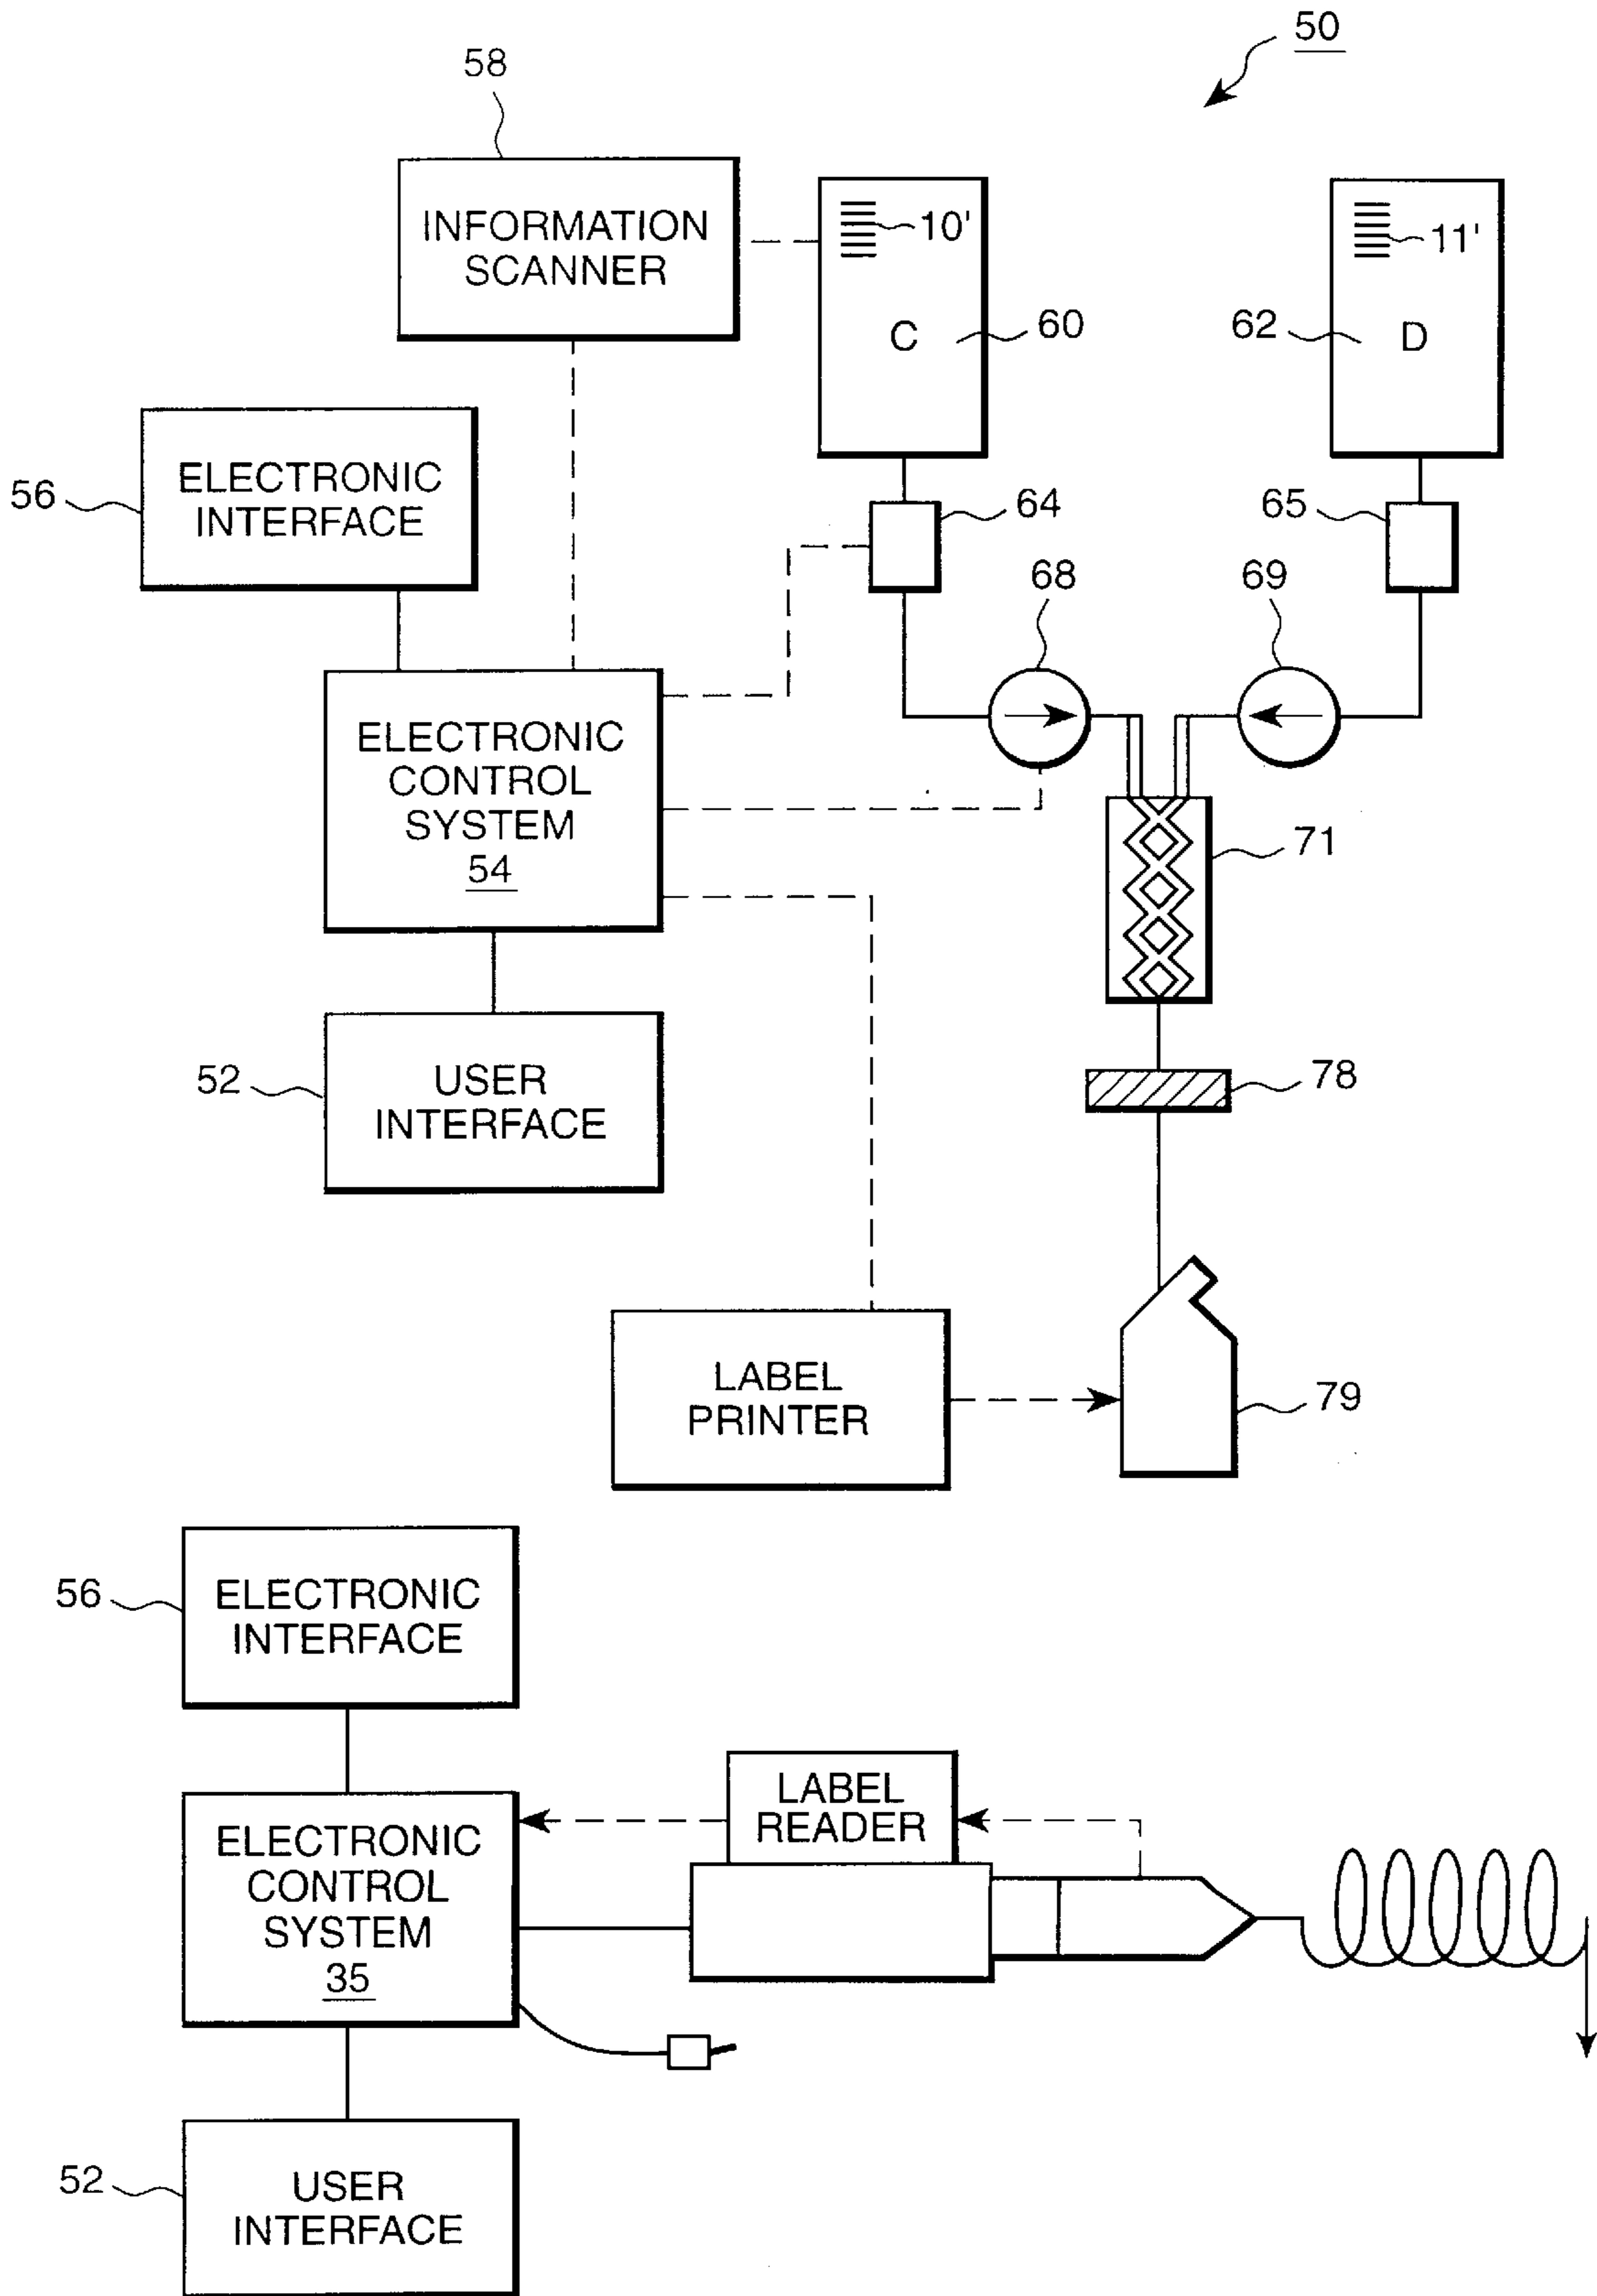 50
58
INFORMATION
SCANNER
10'
11'
C
60
62
D
ELECTRONIC
INTERFACE
56
64
65
68
69
ELECTRONIC
CONTROL
SYSTEM
54
71
USER
INTERFACE
52
78
LABEL
PRINTER
79
ELECTRONIC
INTERFACE
56
LABEL
READER
ELECTRONIC
CONTROL
SYSTEM
35
USER
INTERFACE
52